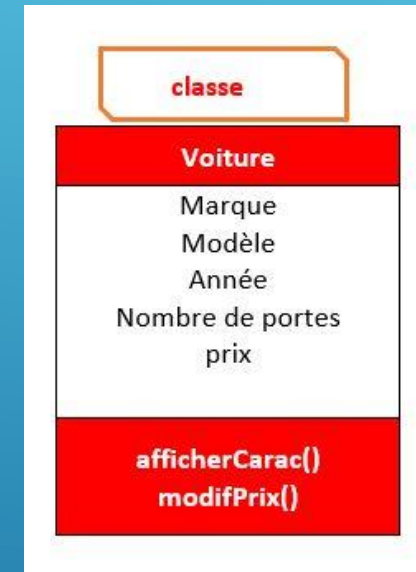 classe
Voiture
Marque
Modèle
Année
Nombre de portes
prix
afficherCarac()
modifPrix()